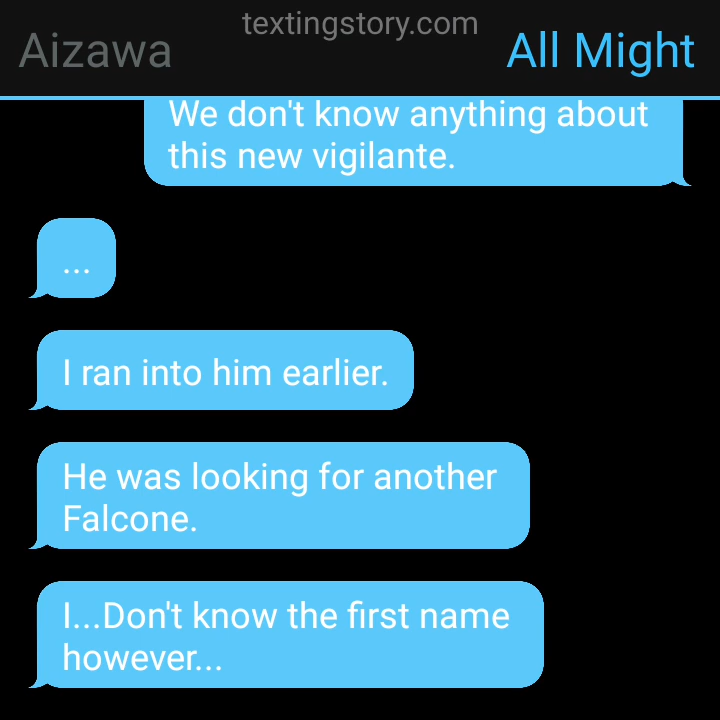 textingstory.com
Aizawa
All Might
We don't know anything about
this new vigilante.
...
I ran into him earlier.
He was looking for another
Falcone.
I...Don't know the first name
however...